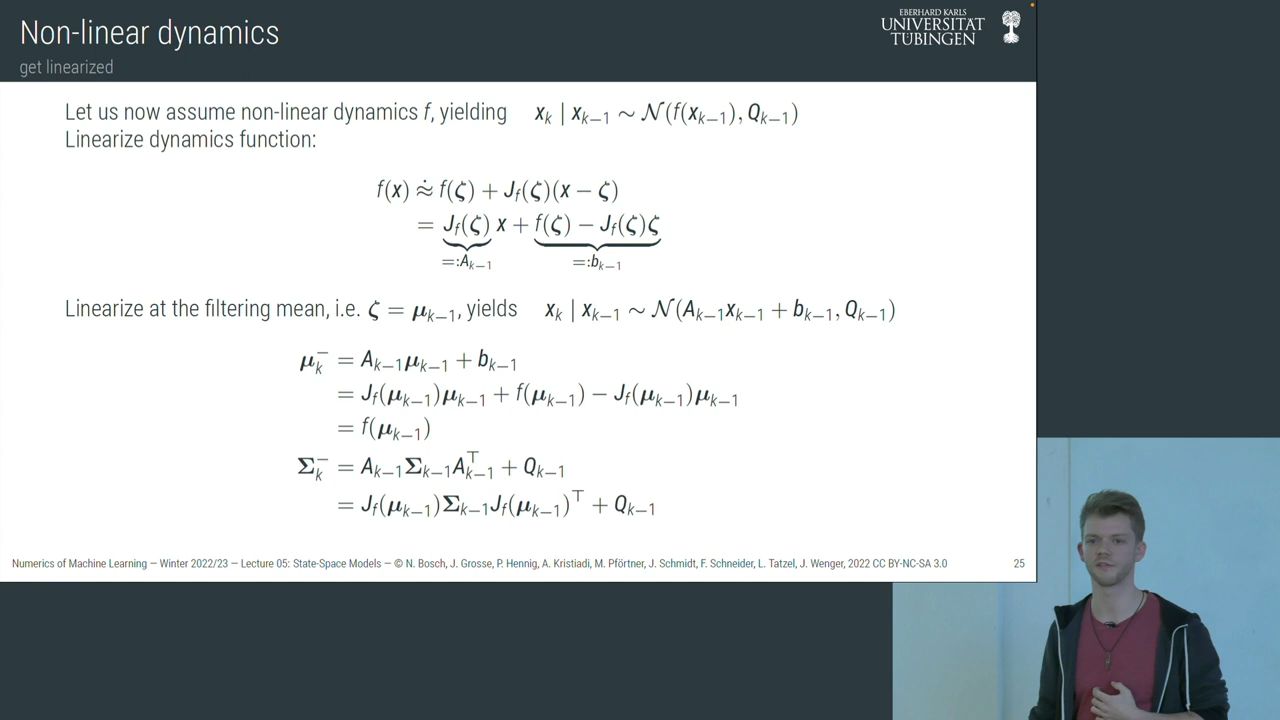 Non-linear dynamics
get linearized
EBERHARD KARLS
UNIVERSITÄT
TÜBINGEN
Let us now assume non-linear dynamics f, yielding x_k | x_{k−1} ∼ 𝒩(f(x_{k−1}), Q_{k−1})
Linearize dynamics function:
f(x) ≈̇ f(ζ) + J_f(ζ)(x − ζ)
= J_f(ζ) x + f(ζ) − J_f(ζ)ζ
=:A_{k−1} =:b_{k−1}
Linearize at the filtering mean, i.e. ζ = μ_{k−1}, yields x_k | x_{k−1} ∼ 𝒩(A_{k−1}x_{k−1} + b_{k−1}, Q_{k−1})
μ_k^− = A_{k−1}μ_{k−1} + b_{k−1}
= J_f(μ_{k−1})μ_{k−1} + f(μ_{k−1}) − J_f(μ_{k−1})μ_{k−1}
= f(μ_{k−1})
Σ_k^− = A_{k−1}Σ_{k−1}A_{k−1}^⊤ + Q_{k−1}
= J_f(μ_{k−1})Σ_{k−1}J_f(μ_{k−1})^⊤ + Q_{k−1}
Numerics of Machine Learning — Winter 2022/23 — Lecture 05: State-Space Models — © N. Bosch, J. Grosse, P. Hennig, A. Kristiadi, M. Pförtner, J. Schmidt, F. Schneider, L. Tatzel, J. Wenger, 2022 CC BY-NC-SA 3.0 25